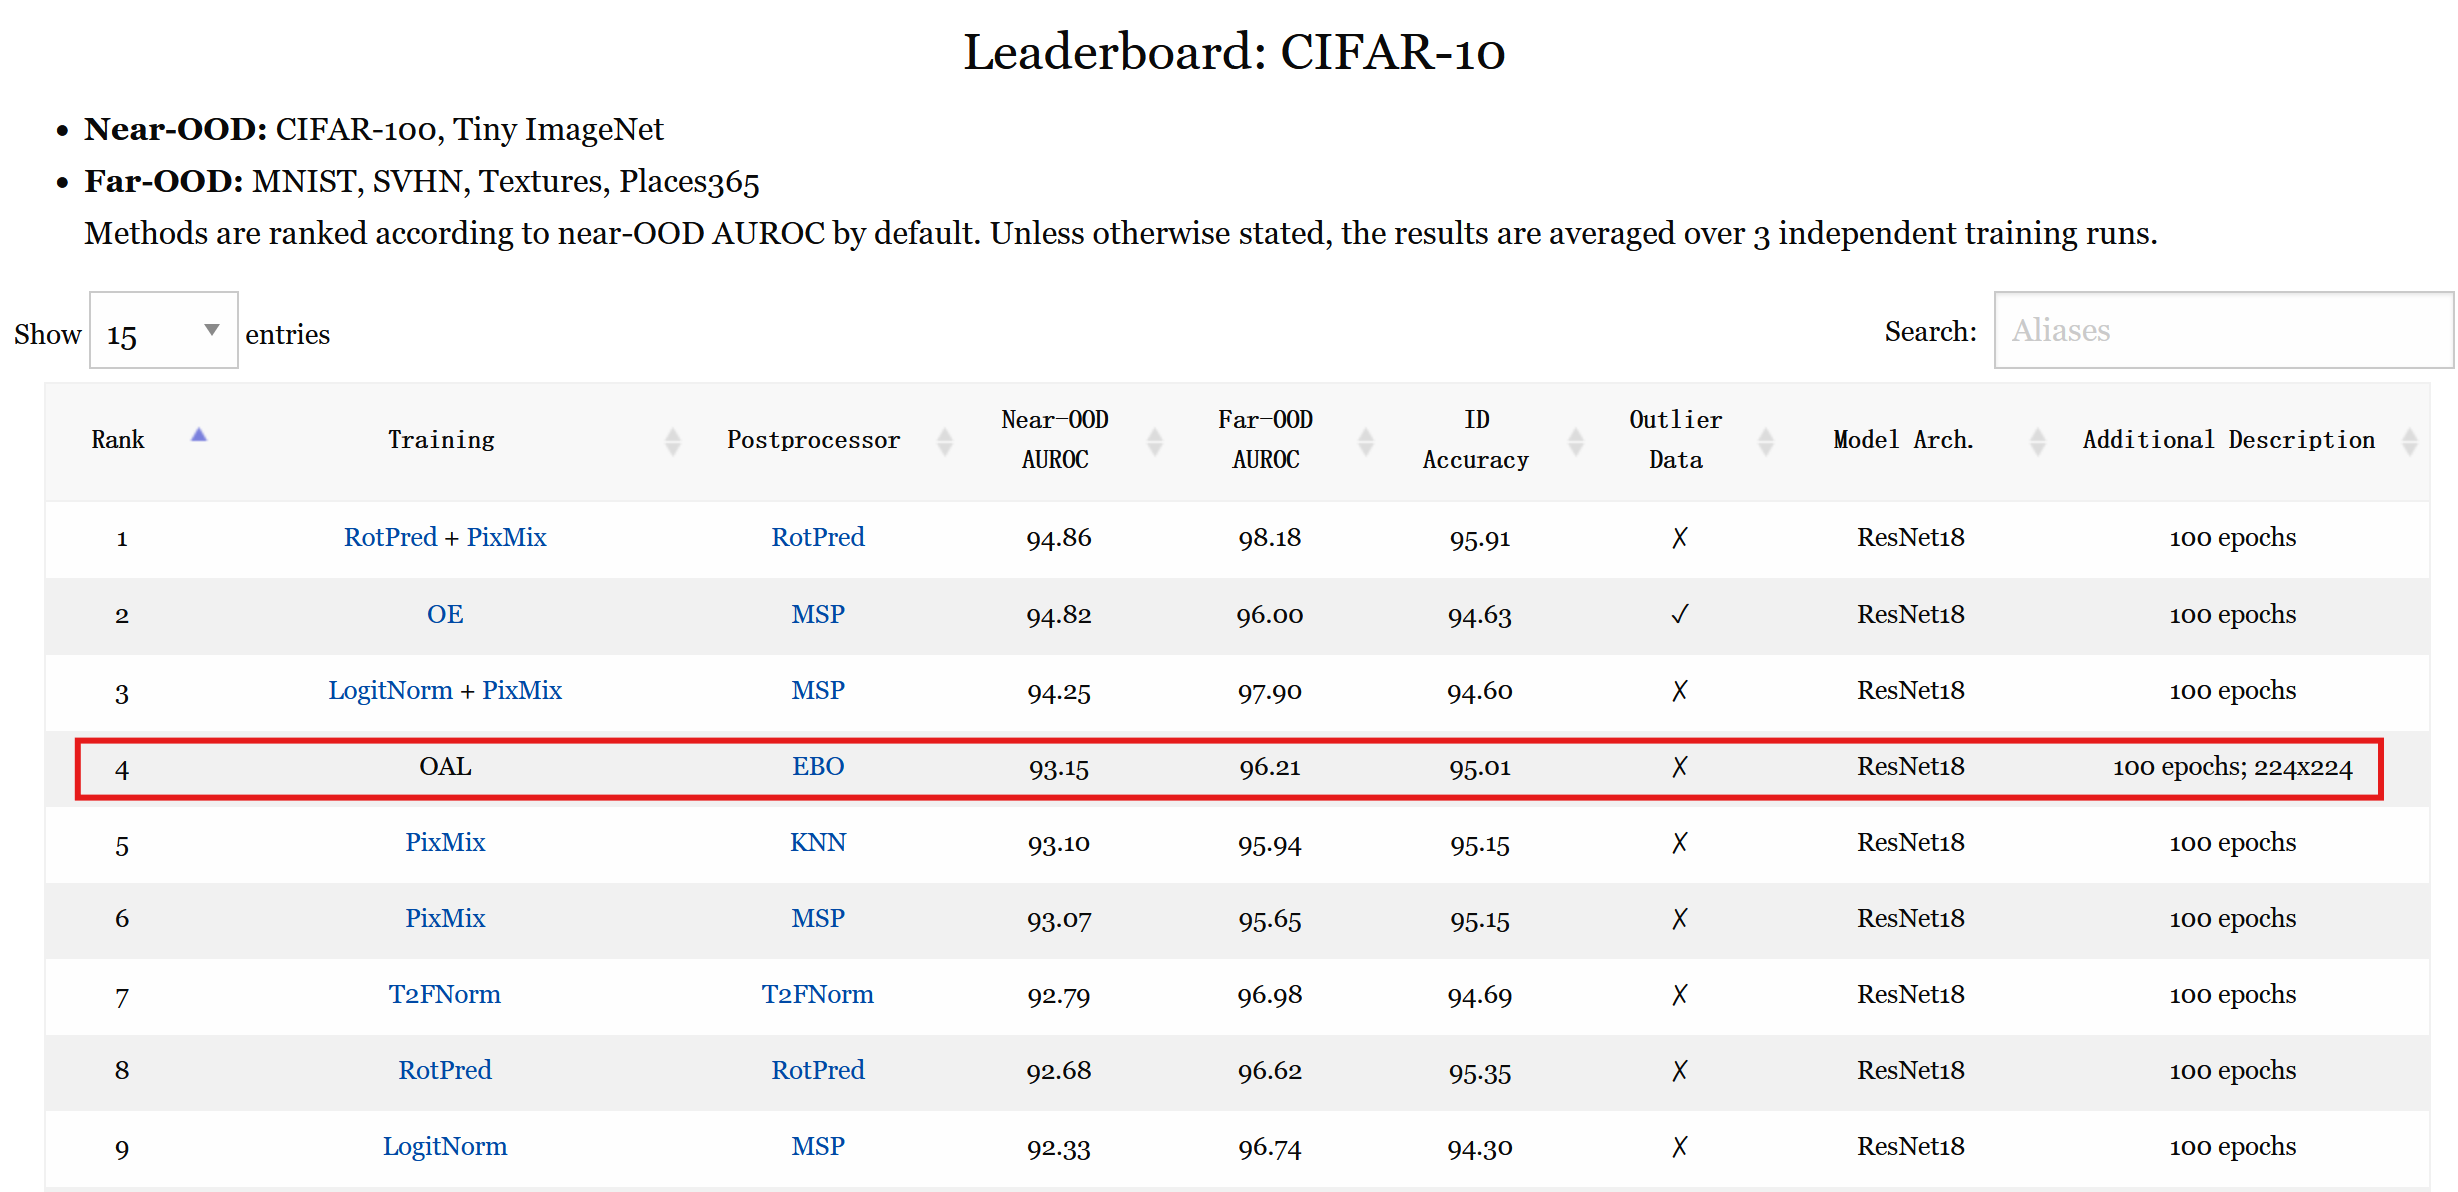 Leaderboard: CIFAR-10
• Near-OOD: CIFAR-100, Tiny ImageNet
• Far-OOD: MNIST, SVHN, Textures, Places365
Methods are ranked according to near-OOD AUROC by default. Unless otherwise stated, the results are averaged over 3 independent training runs.
Show 15 entries Search: Aliases
Rank Training Postprocessor Near-OOD AUROC Far-OOD AUROC ID Accuracy Outlier Data Model Arch. Additional Description
1 RotPred + PixMix RotPred 94.86 98.18 95.91 ✗ ResNet18 100 epochs
2 OE MSP 94.82 96.00 94.63 ✓ ResNet18 100 epochs
3 LogitNorm + PixMix MSP 94.25 97.90 94.60 ✗ ResNet18 100 epochs
4 OAL EBO 93.15 96.21 95.01 ✗ ResNet18 100 epochs; 224x224
5 PixMix KNN 93.10 95.94 95.15 ✗ ResNet18 100 epochs
6 PixMix MSP 93.07 95.65 95.15 ✗ ResNet18 100 epochs
7 T2FNorm T2FNorm 92.79 96.98 94.69 ✗ ResNet18 100 epochs
8 RotPred RotPred 92.68 96.62 95.35 ✗ ResNet18 100 epochs
9 LogitNorm MSP 92.33 96.74 94.30 ✗ ResNet18 100 epochs